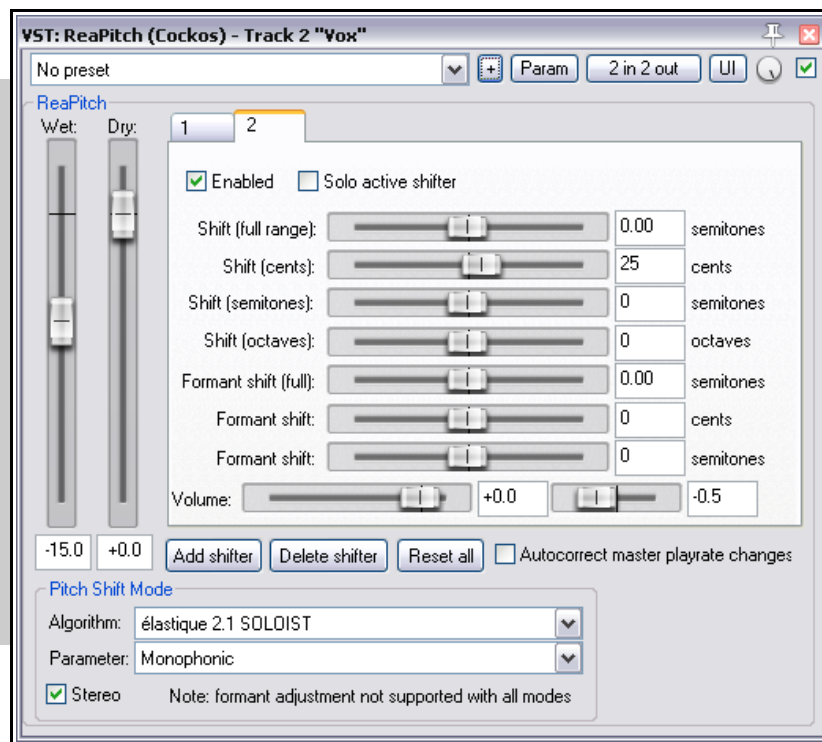 VST: ReaPitch (Cockos) - Track 2 "Vox"
No preset + Param 2 in 2 out UI
ReaPitch
Wet: Dry: 1 2
Enabled Solo active shifter
Shift (full range): 0.00 semitones
Shift (cents): 25 cents
Shift (semitones): 0 semitones
Shift (octaves): 0 octaves
Formant shift (full): 0.00 semitones
Formant shift: 0 cents
Formant shift: 0 semitones
Volume: +0.0 -0.5
-15.0 +0.0 Add shifter Delete shifter Reset all Autocorrect master playrate changes
Pitch Shift Mode
Algorithm: élastique 2.1 SOLOIST
Parameter: Monophonic
Stereo Note: formant adjustment not supported with all modes